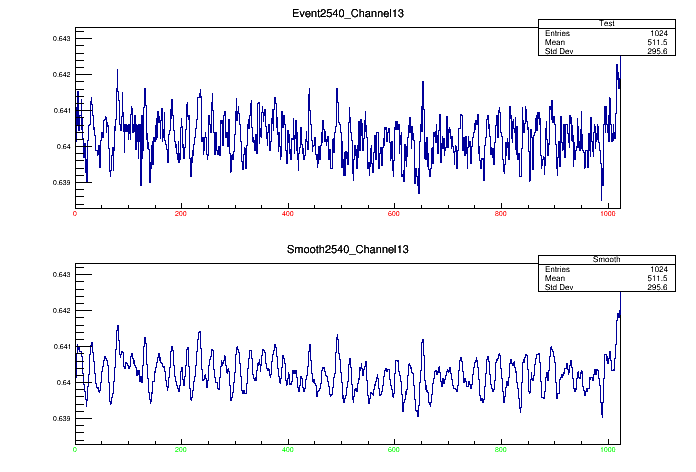 Event2540_Channel13
Test
Entries 1024
Mean 511.5
Std Dev 295.6
0.643
0.642
0.641
0.64
0.639
0 200 400 600 800 1000
Smooth2540_Channel13
Smooth
Entries 1024
Mean 511.5
Std Dev 295.6
0.643
0.642
0.641
0.64
0.639
0 200 400 600 800 1000